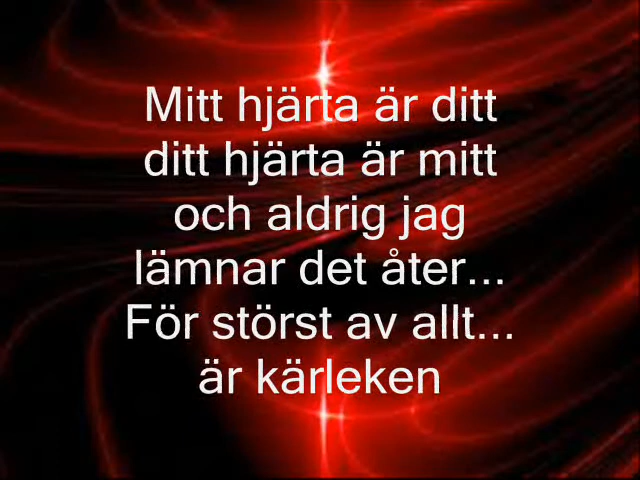 Mitt hjärta är ditt
ditt hjärta är mitt
och aldrig jag
lämnar det åter...
För störst av allt...
är kärleken